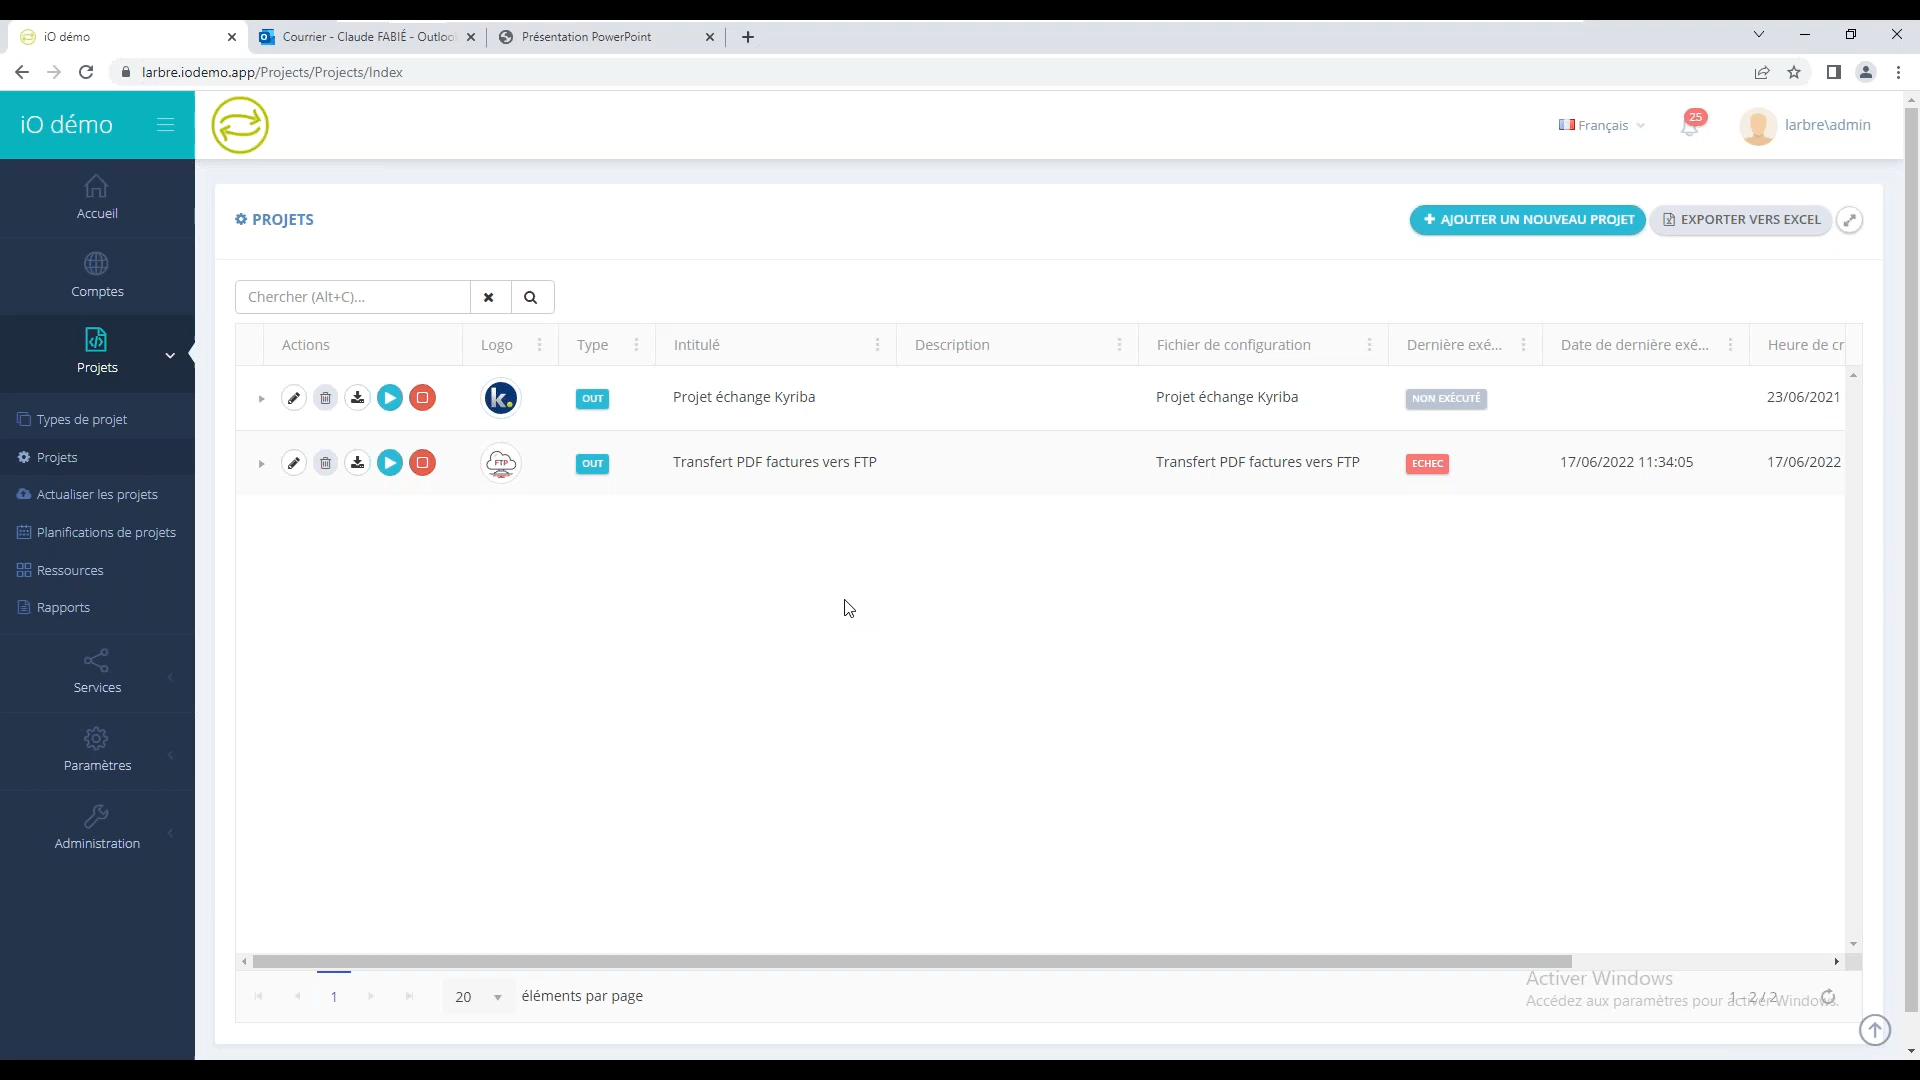 iO démo
Courrier - Claude FABIÉ - Outloo
Présentation PowerPoint
larbre.iodemo.app/Projects/Projects/Index
iO démo
Français
25
larbre\admin
Accueil
Comptes
Projets
Types de projet
Projets
Actualiser les projets
Planifications de projets
Ressources
Rapports
Services
Paramètres
Administration
PROJETS
AJOUTER UN NOUVEAU PROJET
EXPORTER VERS EXCEL
Chercher (Alt+C)...
Actions Logo Type Intitulé Description Fichier de configuration Dernière exé... Date de dernière exé... Heure de cr
k. OUT Projet échange Kyriba Projet échange Kyriba NON EXÉCUTÉ 23/06/2021
FTP OUT Transfert PDF factures vers FTP Transfert PDF factures vers FTP ECHEC 17/06/2022 11:34:05 17/06/2022
1 20 éléments par page 1 - 2 / 2
Activer Windows
Accédez aux paramètres pour activer Windows.